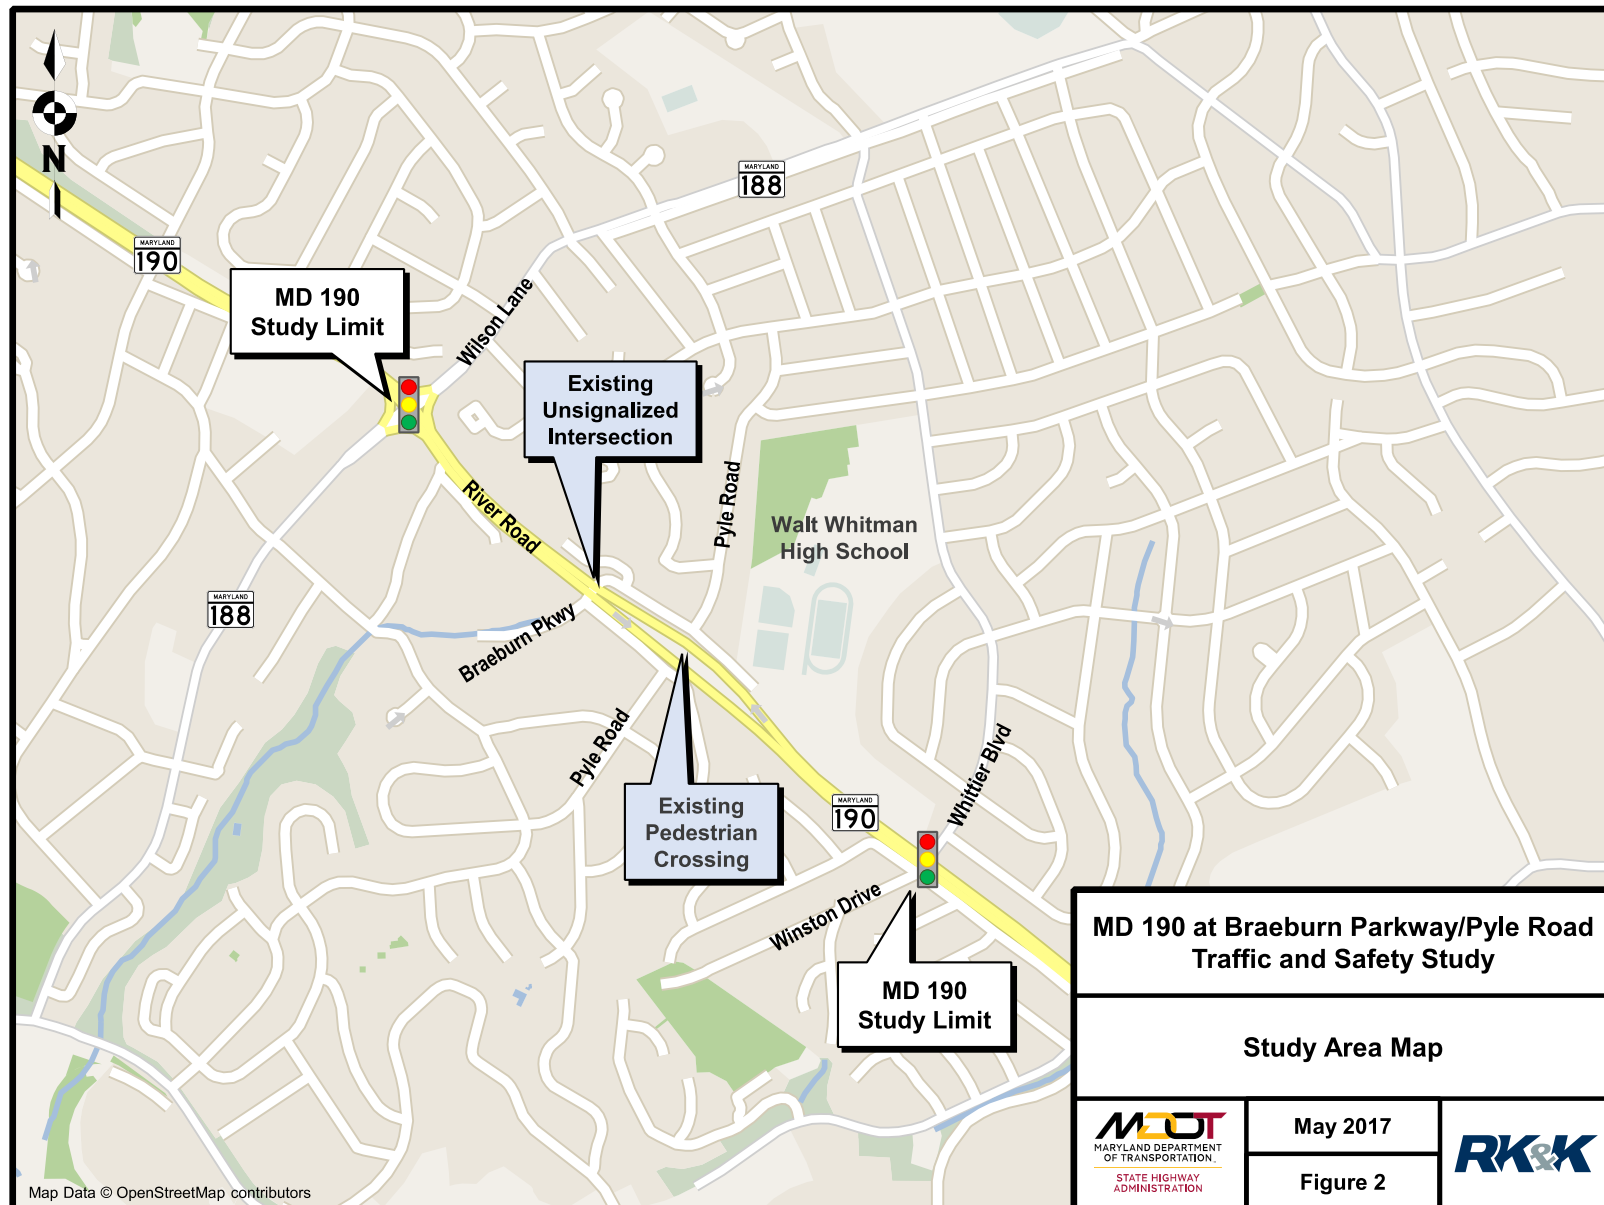 N
MARYLAND
188
MARYLAND
190
MD 190
Study Limit
Wilson Lane
Existing
Unsignalized
Intersection
River Road
Pyle Road
Walt Whitman
High School
MARYLAND
188
Braeburn Pkwy
Pyle Road
Existing
Pedestrian
Crossing
MARYLAND
190
Whittier Blvd
Winston Drive
MD 190
Study Limit
MD 190 at Braeburn Parkway/Pyle Road
Traffic and Safety Study
Study Area Map
MDOT
MARYLAND DEPARTMENT
OF TRANSPORTATION.
STATE HIGHWAY
ADMINISTRATION
May 2017
Figure 2
RK&K
Map Data © OpenStreetMap contributors